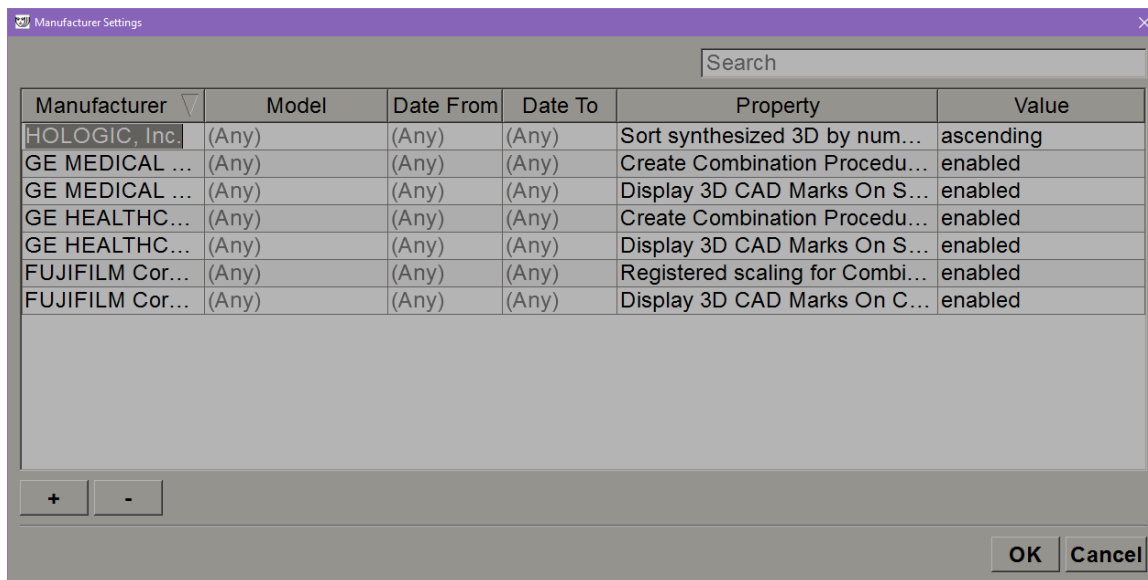 Manufacturer Settings
Search
Manufacturer Model Date From Date To Property Value
HOLOGIC, Inc. (Any) (Any) (Any) Sort synthesized 3D by num... ascending
GE MEDICAL ... (Any) (Any) (Any) Create Combination Procedu... enabled
GE MEDICAL ... (Any) (Any) (Any) Display 3D CAD Marks On S... enabled
GE HEALTHC... (Any) (Any) (Any) Create Combination Procedu... enabled
GE HEALTHC... (Any) (Any) (Any) Display 3D CAD Marks On S... enabled
FUJIFILM Cor... (Any) (Any) (Any) Registered scaling for Combi... enabled
FUJIFILM Cor... (Any) (Any) (Any) Display 3D CAD Marks On C... enabled
+ -
OK Cancel